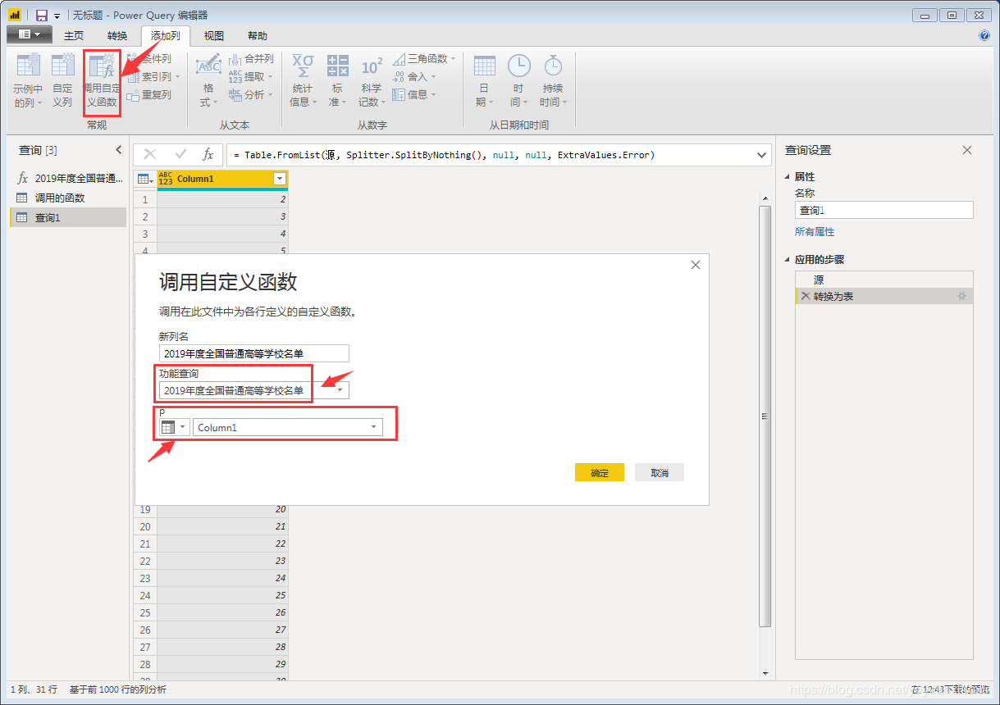 无标题 - Power Query 编辑器
主页 转换 添加列 视图 帮助
示例中的列
自定义列
调用自定义函数
条件列
索引列
重复列
常规
格式
合并列
提取
分析
从文本
统计信息
标准
科学记数
三角函数
舍入
信息
从数字
日期
时间
持续时间
从日期和时间
查询 [3]
2019年度全国普通...
调用的函数
查询1
= Table.FromList(源, Splitter.SplitByNothing(), null, null, ExtraValues.Error)
ABC 123 Column1
1 2
2 3
3 4
4 5
调用自定义函数
调用在此文件中为各行定义的自定义函数。
新列名
2019年度全国普通高等学校名单
功能查询
2019年度全国普通高等学校名单
p
Column1
确定 取消
19 20
20 21
21 22
22 23
23 24
24 25
25 26
26 27
27 28
28 29
29 30
查询设置
属性
名称
查询1
所有属性
应用的步骤
源
转换为表
1 列、31 行 基于前 1000 行的列分析
在 12:43下载的预览